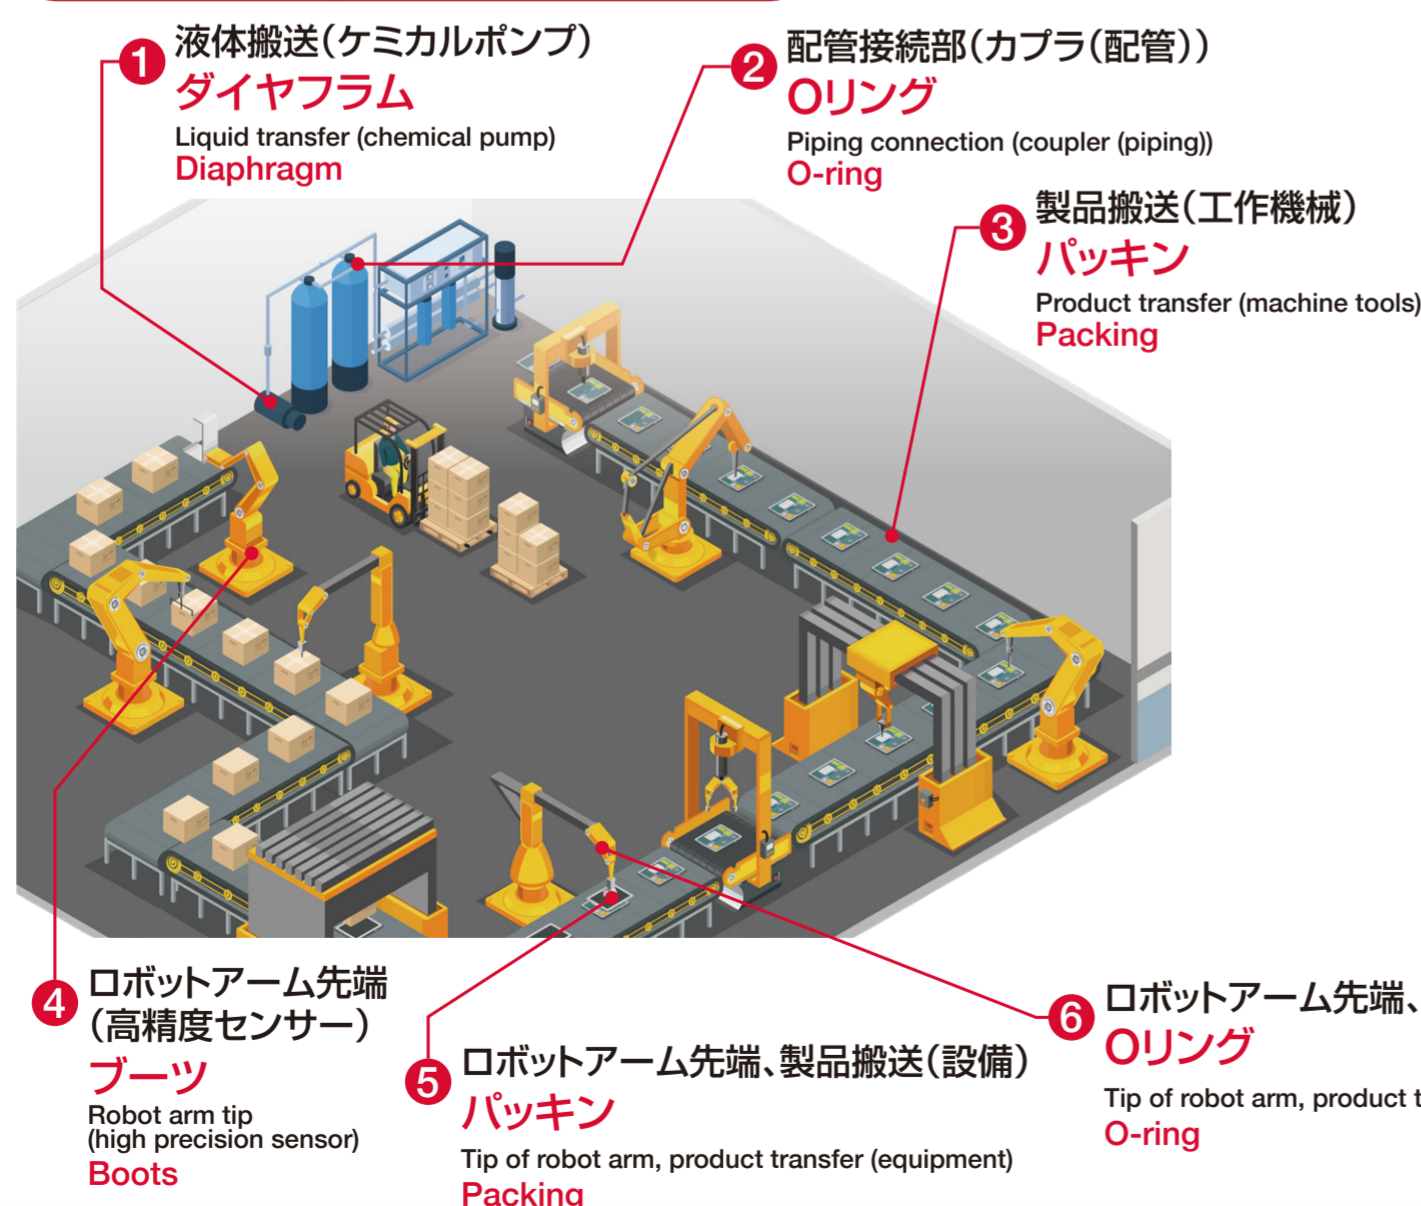 1
液体搬送(ケミカルポンプ)
ダイヤフラム
Liquid transfer (chemical pump)
Diaphragm
2
配管接続部(カプラ(配管))
Oリング
Piping connection (coupler (piping))
O-ring
3
製品搬送(工作機械)
パッキン
Product transfer (machine tools)
Packing
4
ロボットアーム先端
(高精度センサー)
ブーツ
Robot arm tip
(high precision sensor)
Boots
5
ロボットアーム先端、製品搬送(設備)
パッキン
Tip of robot arm, product transfer (equipment)
Packing
6
ロボットアーム先端、
Oリング
Tip of robot arm, product t
O-ring